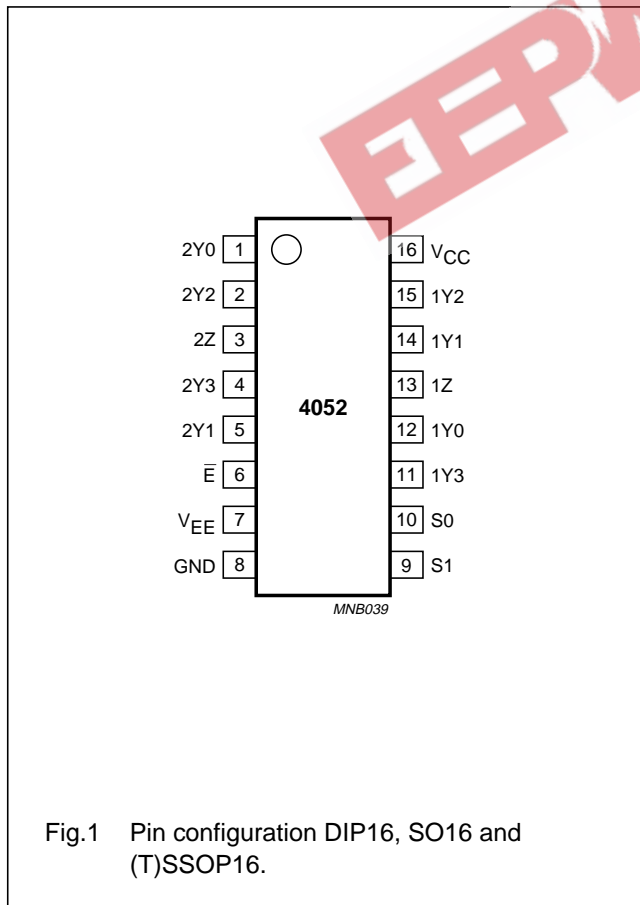 EEPW
2Y0 1 16 VCC
2Y2 2 15 1Y2
2Z 3 14 1Y1
2Y3 4 13 1Z
4052
2Y1 5 12 1Y0
E̅ 6 11 1Y3
VEE 7 10 S0
GND 8 9 S1
MNB039
Fig.1 Pin configuration DIP16, SO16 and
(T)SSOP16.